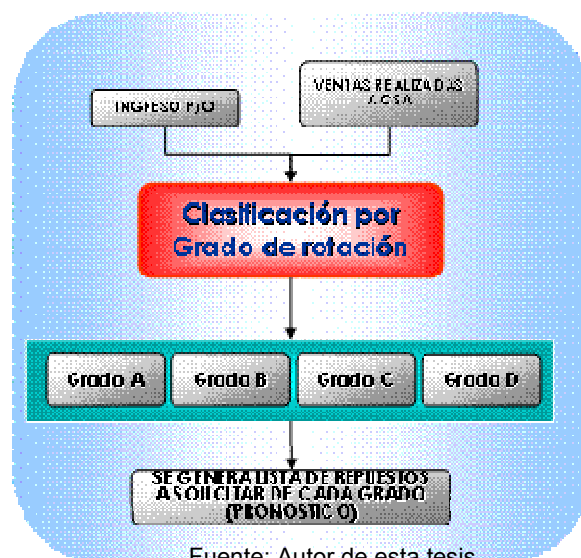 INGRESO P/O
VENTAS REALIZADAS
A CSA
Clasificación por
Grado de rotación
Grado A
Grado B
Grado C
Grado D
SE GENERA LISTA DE REPUESTOS
A SOLICITAR DE CADA GRADO
(PRONOSTICO)
Fuente: Autor de esta tesis